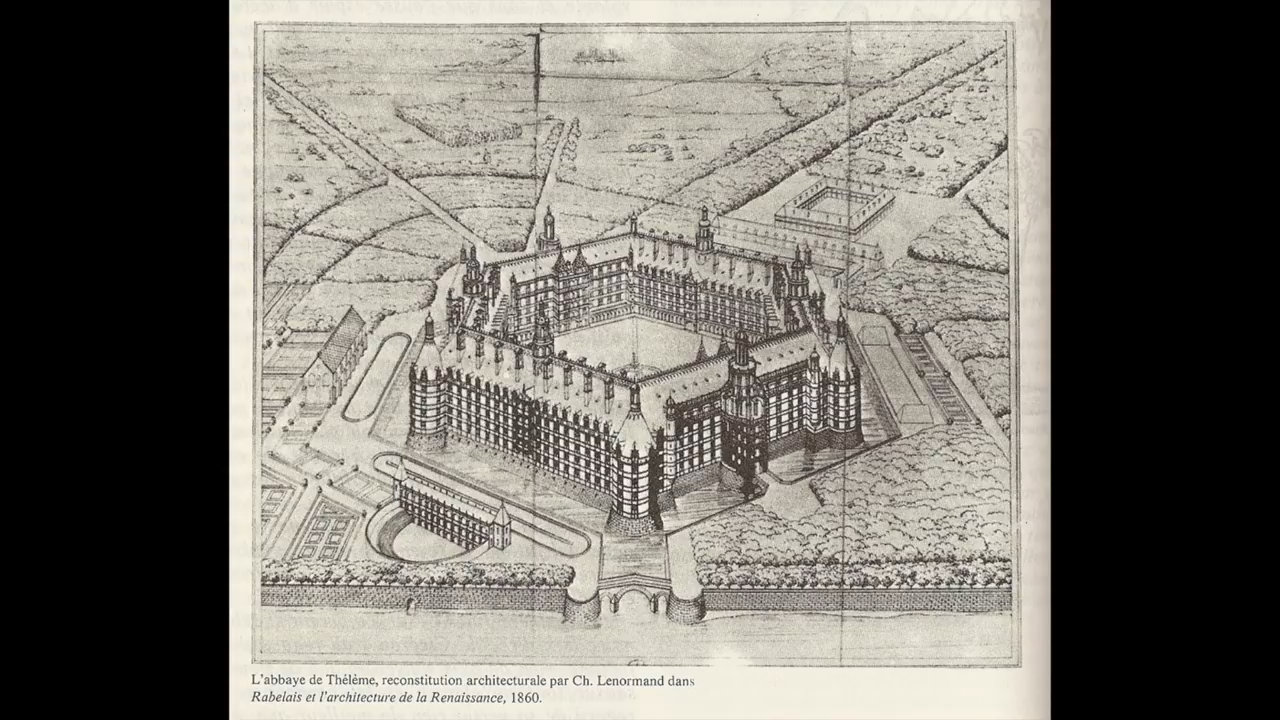 L'abbaye de Thélème, reconstitution architecturale par Ch. Lenormand dans
Rabelais et l'architecture de la Renaissance, 1860.